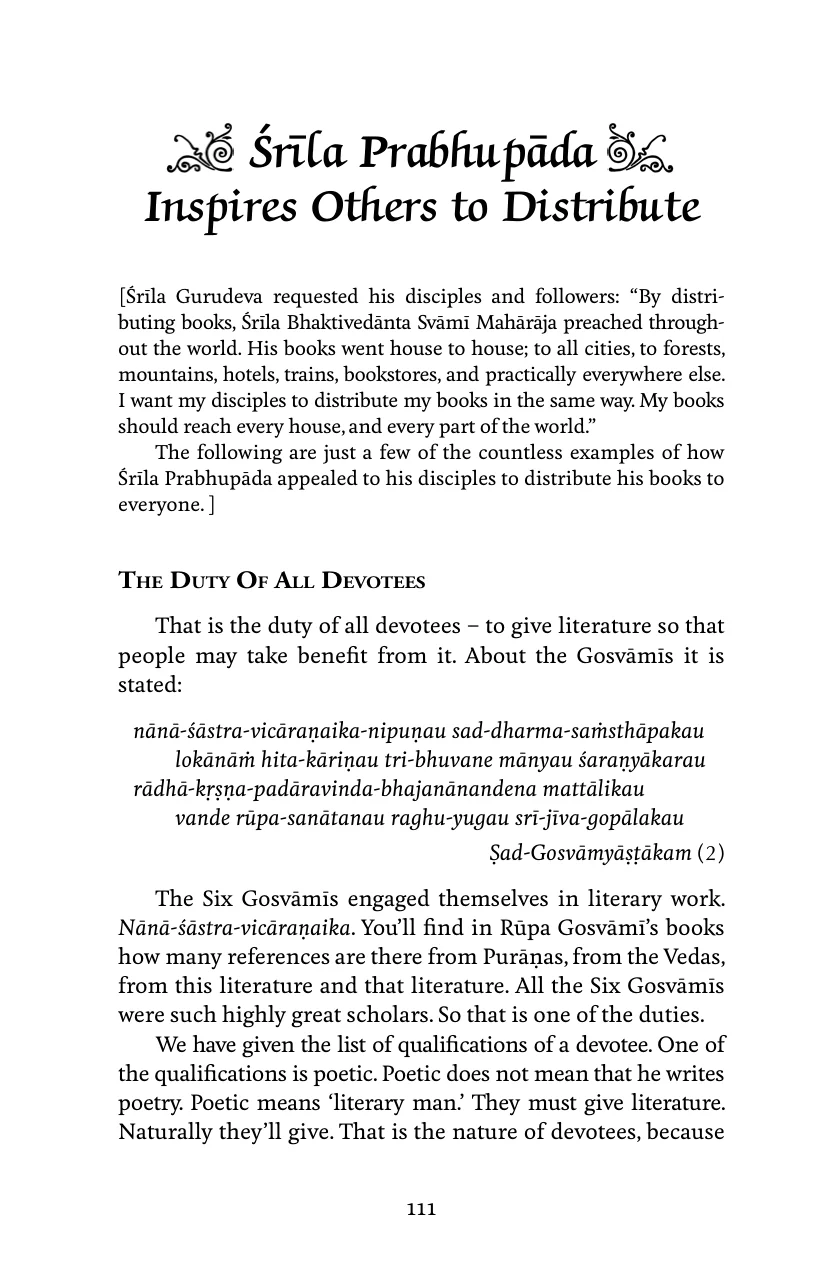 Śrīla Prabhupāda
Inspires Others to Distribute
[Śrīla Gurudeva requested his disciples and followers: “By distri-
buting books, Śrīla Bhaktivedānta Svāmī Mahārāja preached through-
out the world. His books went house to house; to all cities, to forests,
mountains, hotels, trains, bookstores, and practically everywhere else.
I want my disciples to distribute my books in the same way. My books
should reach every house, and every part of the world.”
The following are just a few of the countless examples of how
Śrīla Prabhupāda appealed to his disciples to distribute his books to
everyone. ]
The Duty Of All Devotees
That is the duty of all devotees – to give literature so that
people may take benefit from it. About the Gosvāmīs it is
stated:
nānā-śāstra-vicāraṇaika-nipuṇau sad-dharma-saṁsthāpakau
lokānāṁ hita-kāriṇau tri-bhuvane mānyau śaraṇyākarau
rādhā-kṛṣṇa-padāravinda-bhajanānandena mattālikau
vande rūpa-sanātanau raghu-yugau srī-jīva-gopālakau
Ṣad-Gosvāmyāṣṭākam (2)
The Six Gosvāmīs engaged themselves in literary work.
Nānā-śāstra-vicāraṇaika. You’ll find in Rūpa Gosvāmī’s books
how many references are there from Purāṇas, from the Vedas,
from this literature and that literature. All the Six Gosvāmīs
were such highly great scholars. So that is one of the duties.
We have given the list of qualifications of a devotee. One of
the qualifications is poetic. Poetic does not mean that he writes
poetry. Poetic means ‘literary man.’ They must give literature.
Naturally they’ll give. That is the nature of devotees, because
111